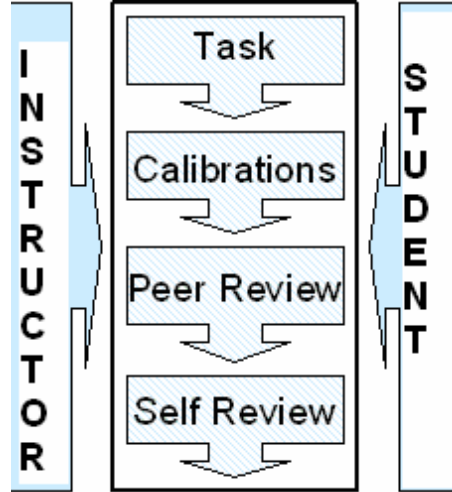 INSTRUCTOR
Task
Calibrations
Peer Review
Self Review
STUDENT